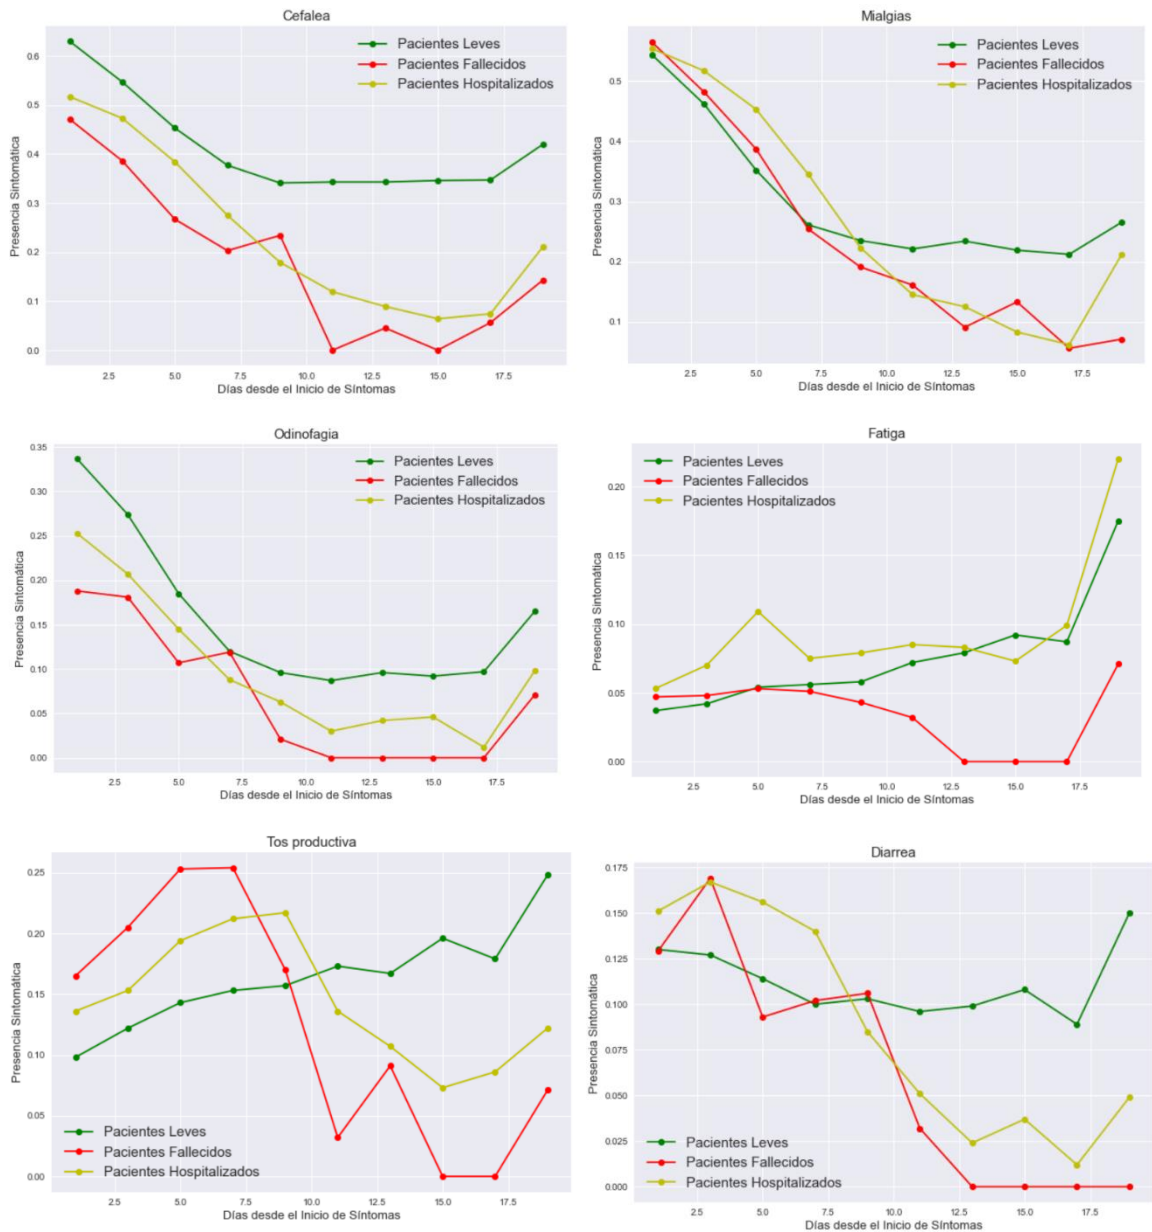 Cefalea
Presencia Sintomática
0.6
0.5
0.4
0.3
0.2
0.1
0.0
Pacientes Leves
Pacientes Fallecidos
Pacientes Hospitalizados
2.5 5.0 7.5 10.0 12.5 15.0 17.5
Días desde el Inicio de Síntomas
Mialgias
Presencia Sintomática
0.5
0.4
0.3
0.2
0.1
Pacientes Leves
Pacientes Fallecidos
Pacientes Hospitalizados
2.5 5.0 7.5 10.0 12.5 15.0 17.5
Días desde el Inicio de Síntomas
Odinofagia
Presencia Sintomática
0.35
0.30
0.25
0.20
0.15
0.10
0.05
0.00
Pacientes Leves
Pacientes Fallecidos
Pacientes Hospitalizados
2.5 5.0 7.5 10.0 12.5 15.0 17.5
Días desde el Inicio de Síntomas
Fatiga
Presencia Sintomática
0.20
0.15
0.10
0.05
0.00
Pacientes Leves
Pacientes Fallecidos
Pacientes Hospitalizados
2.5 5.0 7.5 10.0 12.5 15.0 17.5
Días desde el Inicio de Síntomas
Tos productiva
Presencia Sintomática
0.25
0.20
0.15
0.10
0.05
0.00
Pacientes Leves
Pacientes Fallecidos
Pacientes Hospitalizados
2.5 5.0 7.5 10.0 12.5 15.0 17.5
Días desde el Inicio de Síntomas
Diarrea
Presencia Sintomática
0.175
0.150
0.125
0.100
0.075
0.050
0.025
0.000
Pacientes Leves
Pacientes Fallecidos
Pacientes Hospitalizados
2.5 5.0 7.5 10.0 12.5 15.0 17.5
Días desde el Inicio de Síntomas